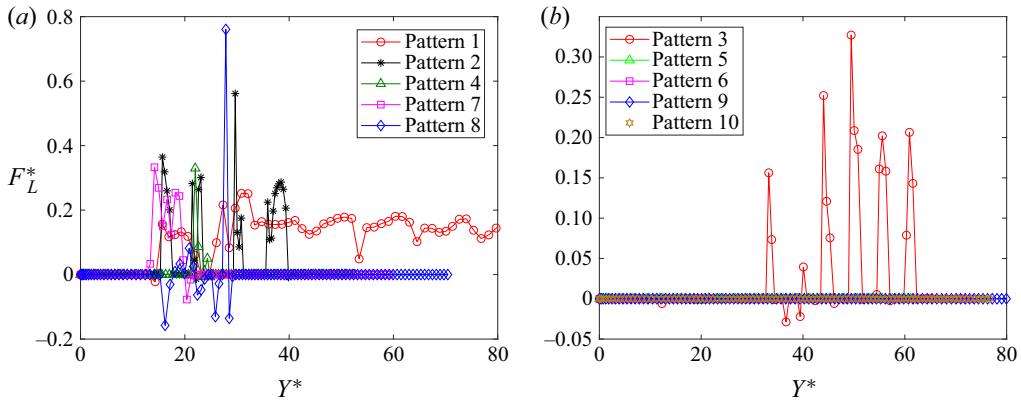 (a)
0.8
0.6
0.4
0.2
0
–0.2
F*L
0
20
40
60
80
Y*
Pattern 1
Pattern 2
Pattern 4
Pattern 7
Pattern 8
(b)
0.35
0.30
0.25
0.20
0.15
0.10
0.05
0
–0.05
0
20
40
60
80
Y*
Pattern 3
Pattern 5
Pattern 6
Pattern 9
Pattern 10